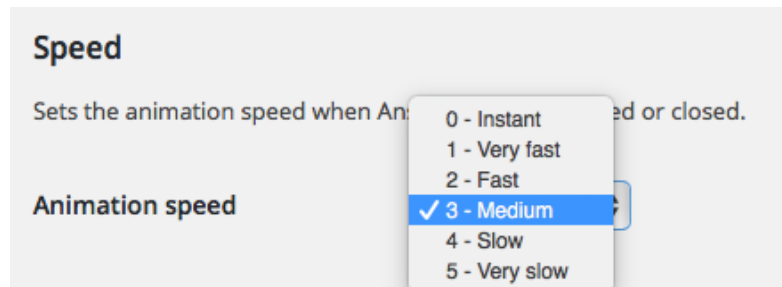 Speed
Sets the animation speed when ed or closed.
0 - Instant
1 - Very fast
2 - Fast
Animation speed
✓ 3 - Medium
4 - Slow
5 - Very slow